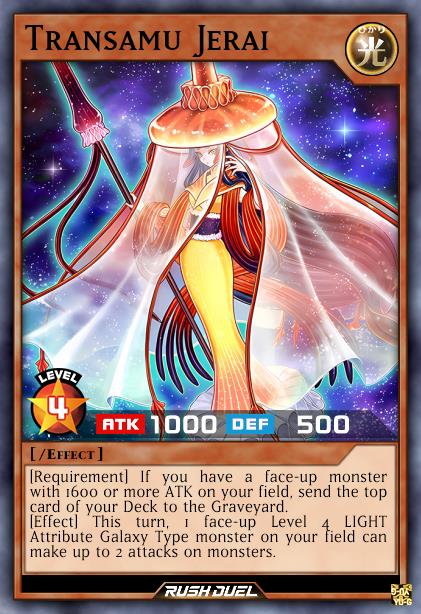 TRANSAMU JERAI
ひかり
光
LEVEL
4
ATK 1000 DEF 500
[ /EFFECT ]
[Requirement] If you have a face-up monster
with 1600 or more ATK on your field, send the top
card of your Deck to the Graveyard.
[Effect] This turn, 1 face-up Level 4 LIGHT
Attribute Galaxy Type monster on your field can
make up to 2 attacks on monsters.
RUSH DUEL